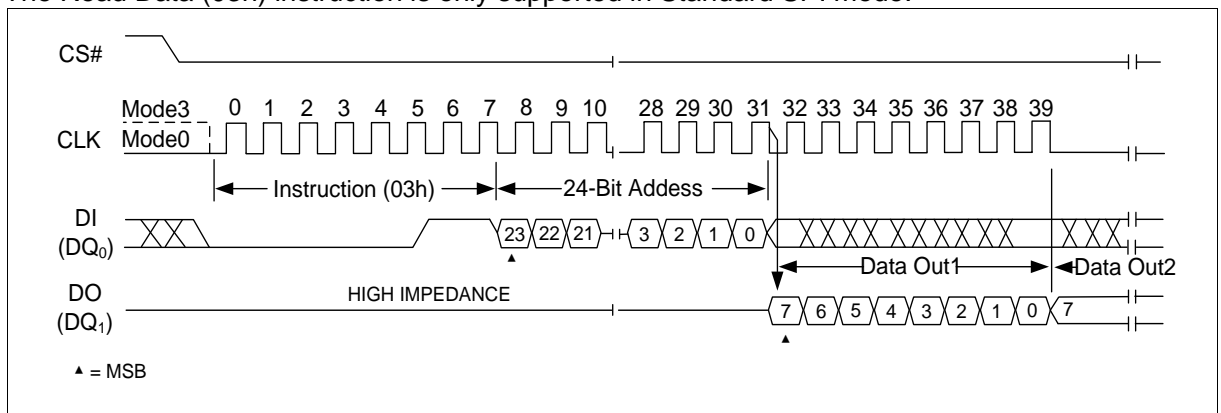 The Read Data (03h) instruction is only supported in Standard SPI mode.
CS#
Mode3 0 1 2 3 4 5 6 7 8 9 10 28 29 30 31 32 33 34 35 36 37 38 39
CLK Mode0
Instruction (03h) 24-Bit Addess
DI
(DQ0) 23 22 21 3 2 1 0
Data Out1 Data Out2
DO HIGH IMPEDANCE 7 6 5 4 3 2 1 0 7
(DQ1)
▲ = MSB